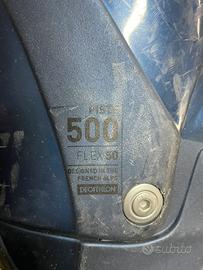 PISTE
500
FLEX 50
DESIGNED IN THE
FRENCH ALPS
DECATHLON
subito